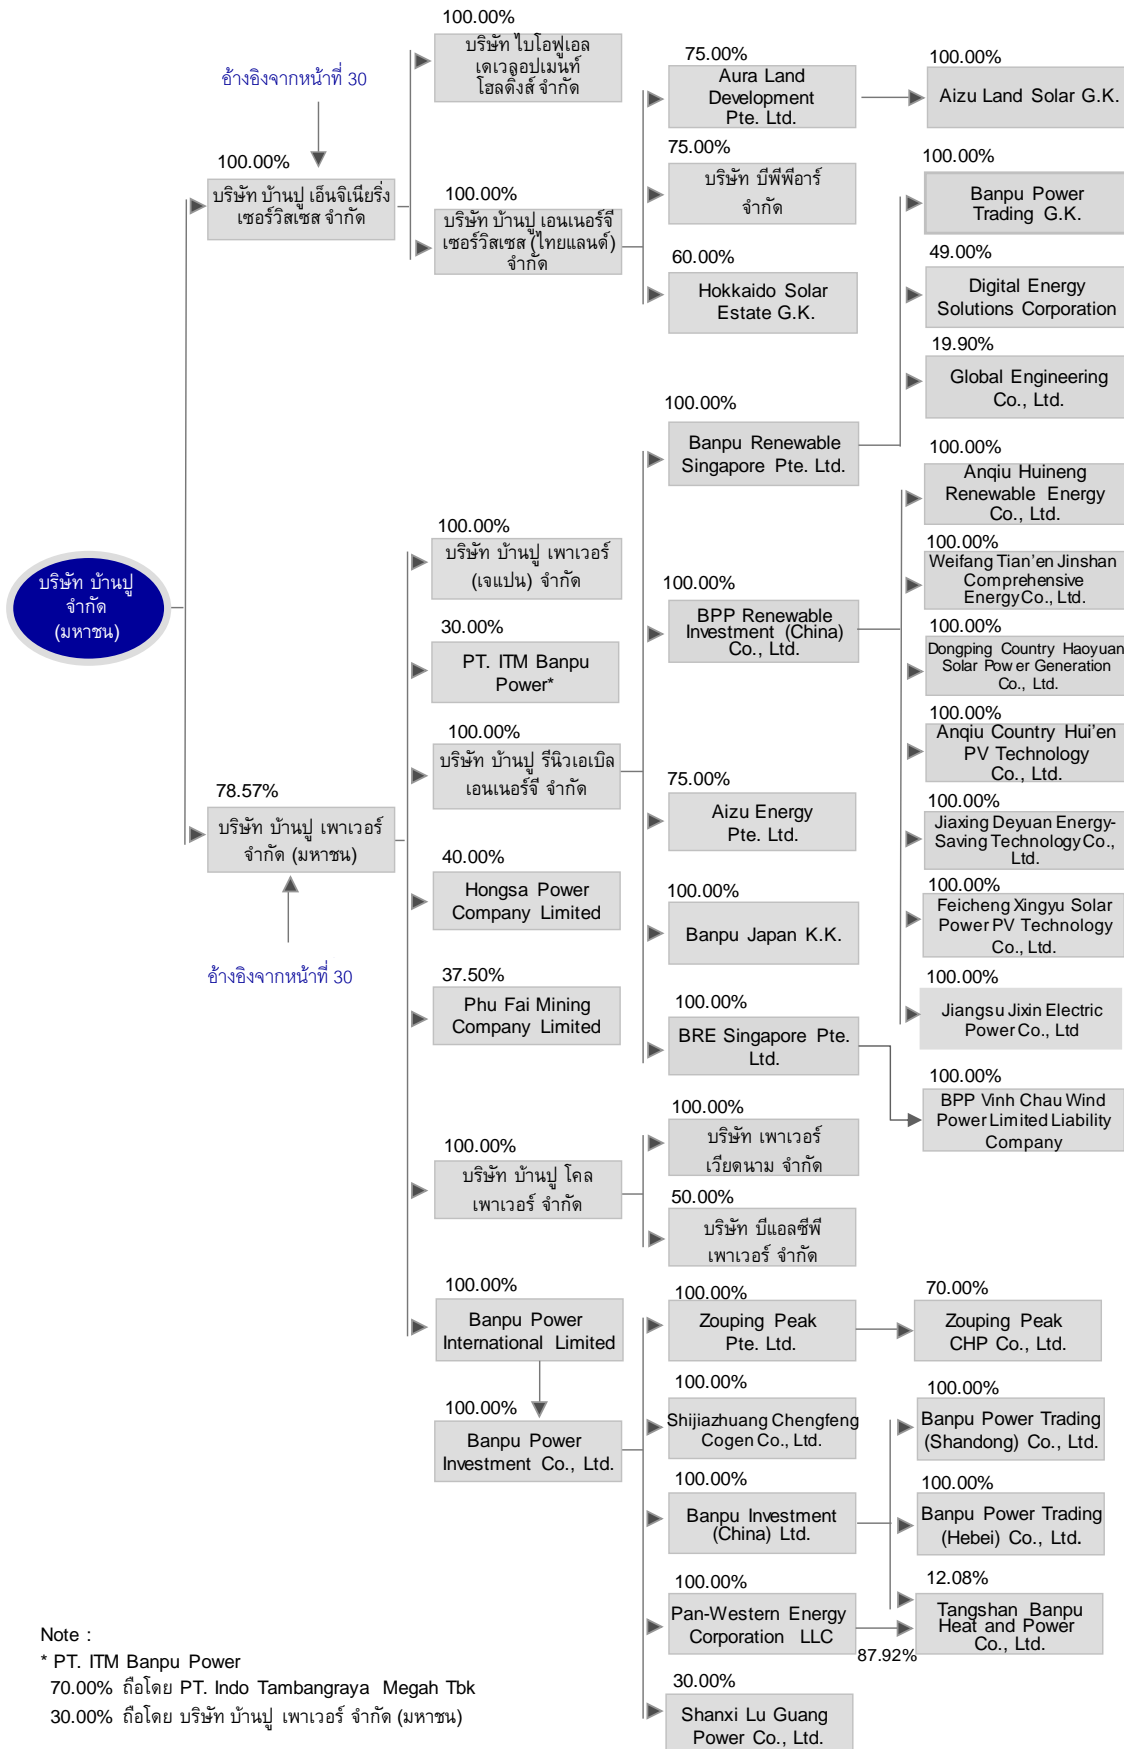 100.00%
บริษัท ไบโอฟูเอล
เดเวลอปเมนท์
โฮลดิ้งส์ จำกัด
อ้างอิงจากหน้าที่ 30
100.00%
บริษัท บ้านปู เอ็นจิเนียริ่ง
เซอร์วิสเซส จำกัด
100.00%
บริษัท บ้านปู เอนเนอร์จี
เซอร์วิสเซส (ไทยแลนด์)
จำกัด
75.00%
Aura Land
Development
Pte. Ltd.
100.00%
Aizu Land Solar G.K.
75.00%
บริษัท บีพีพีอาร์
จำกัด
60.00%
Hokkaido Solar
Estate G.K.
100.00%
Banpu Power
Trading G.K.
49.00%
Digital Energy
Solutions Corporation
19.90%
Global Engineering
Co., Ltd.
100.00%
Banpu Renewable
Singapore Pte. Ltd.
100.00%
Anqiu Huineng
Renewable Energy
Co., Ltd.
100.00%
Weifang Tian'en Jinshan
Comprehensive
Energy Co., Ltd.
100.00%
Dongping Country Haoyuan
Solar Power Generation
Co., Ltd.
100.00%
Anqiu Country Hui'en
PV Technology
Co., Ltd.
100.00%
Jiaxing Deyuan Energy-
Saving Technology Co.,
Ltd.
100.00%
Feicheng Xingyu Solar
Power PV Technology
Co., Ltd.
100.00%
Jiangsu Jixin Electric
Power Co., Ltd
100.00%
BPP Vinh Chau Wind
Power Limited Liability
Company
100.00%
BPP Renewable
Investment (China)
Co., Ltd.
75.00%
Aizu Energy
Pte. Ltd.
100.00%
Banpu Japan K.K.
100.00%
BRE Singapore Pte.
Ltd.
บริษัท บ้านปู
จำกัด
(มหาชน)
100.00%
บริษัท บ้านปู เพาเวอร์
(เจแปน) จำกัด
30.00%
PT. ITM Banpu
Power*
100.00%
บริษัท บ้านปู รีนิวเอเบิล
เอนเนอร์จี จำกัด
78.57%
บริษัท บ้านปู เพาเวอร์
จำกัด (มหาชน)
อ้างอิงจากหน้าที่ 30
40.00%
Hongsa Power
Company Limited
37.50%
Phu Fai Mining
Company Limited
100.00%
บริษัท บ้านปู โคล
เพาเวอร์ จำกัด
100.00%
บริษัท เพาเวอร์
เวียดนาม จำกัด
50.00%
บริษัท บีแอลซีพี
เพาเวอร์ จำกัด
100.00%
Banpu Power
International Limited
100.00%
Banpu Power
Investment Co., Ltd.
100.00%
Zouping Peak
Pte. Ltd.
70.00%
Zouping Peak
CHP Co., Ltd.
100.00%
Shijiazhuang Chengfeng
Cogen Co., Ltd.
100.00%
Banpu Investment
(China) Ltd.
100.00%
Banpu Power Trading
(Shandong) Co., Ltd.
100.00%
Banpu Power Trading
(Hebei) Co., Ltd.
100.00%
Pan-Western Energy
Corporation LLC
87.92%
12.08%
Tangshan Banpu
Heat and Power
Co., Ltd.
30.00%
Shanxi Lu Guang
Power Co., Ltd.
Note :
* PT. ITM Banpu Power
70.00% ถือโดย PT. Indo Tambangraya Megah Tbk
30.00% ถือโดย บริษัท บ้านปู เพาเวอร์ จำกัด (มหาชน)